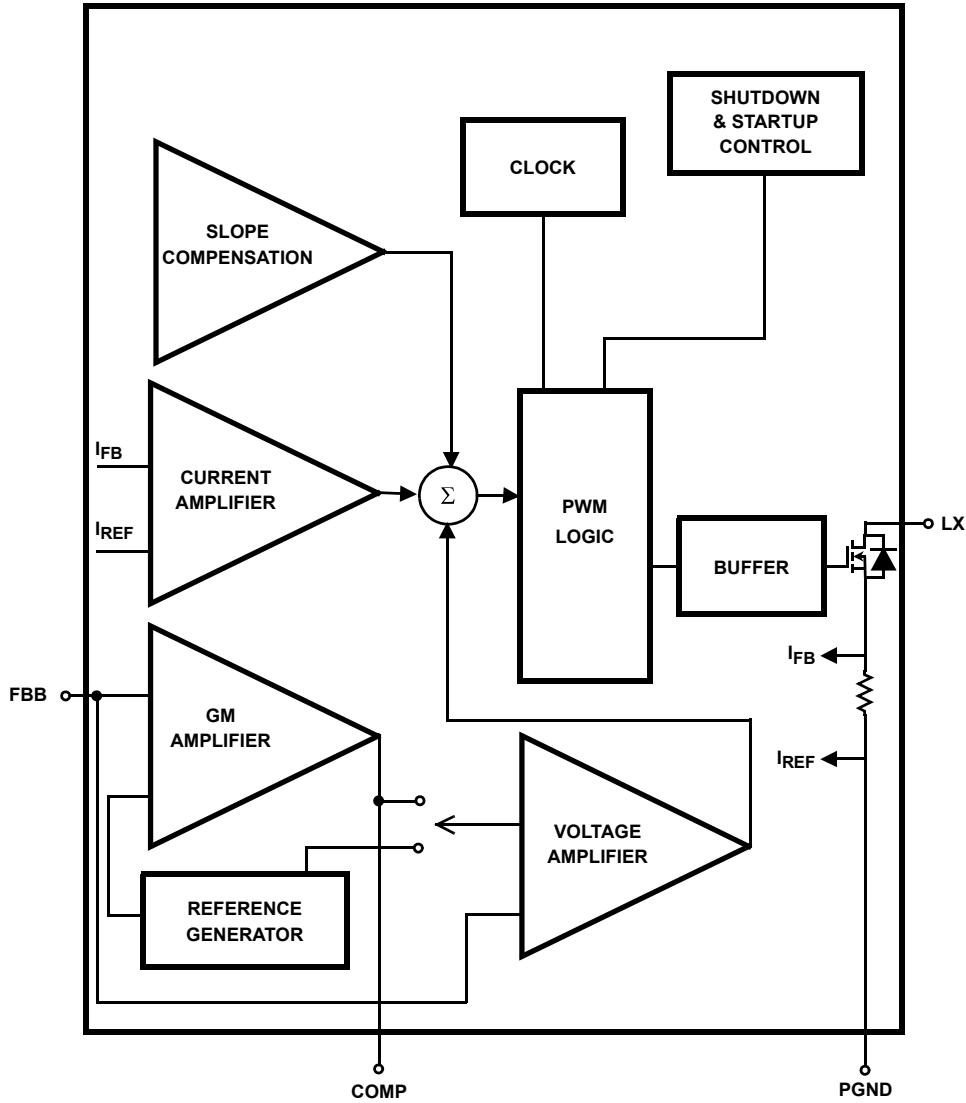 SHUTDOWN
& STARTUP
CONTROL
CLOCK
SLOPE
COMPENSATION
IFB
CURRENT
AMPLIFIER
IREF
Σ
PWM
LOGIC
LX
BUFFER
IFB
FBB
GM
AMPLIFIER
IREF
VOLTAGE
AMPLIFIER
REFERENCE
GENERATOR
COMP
PGND